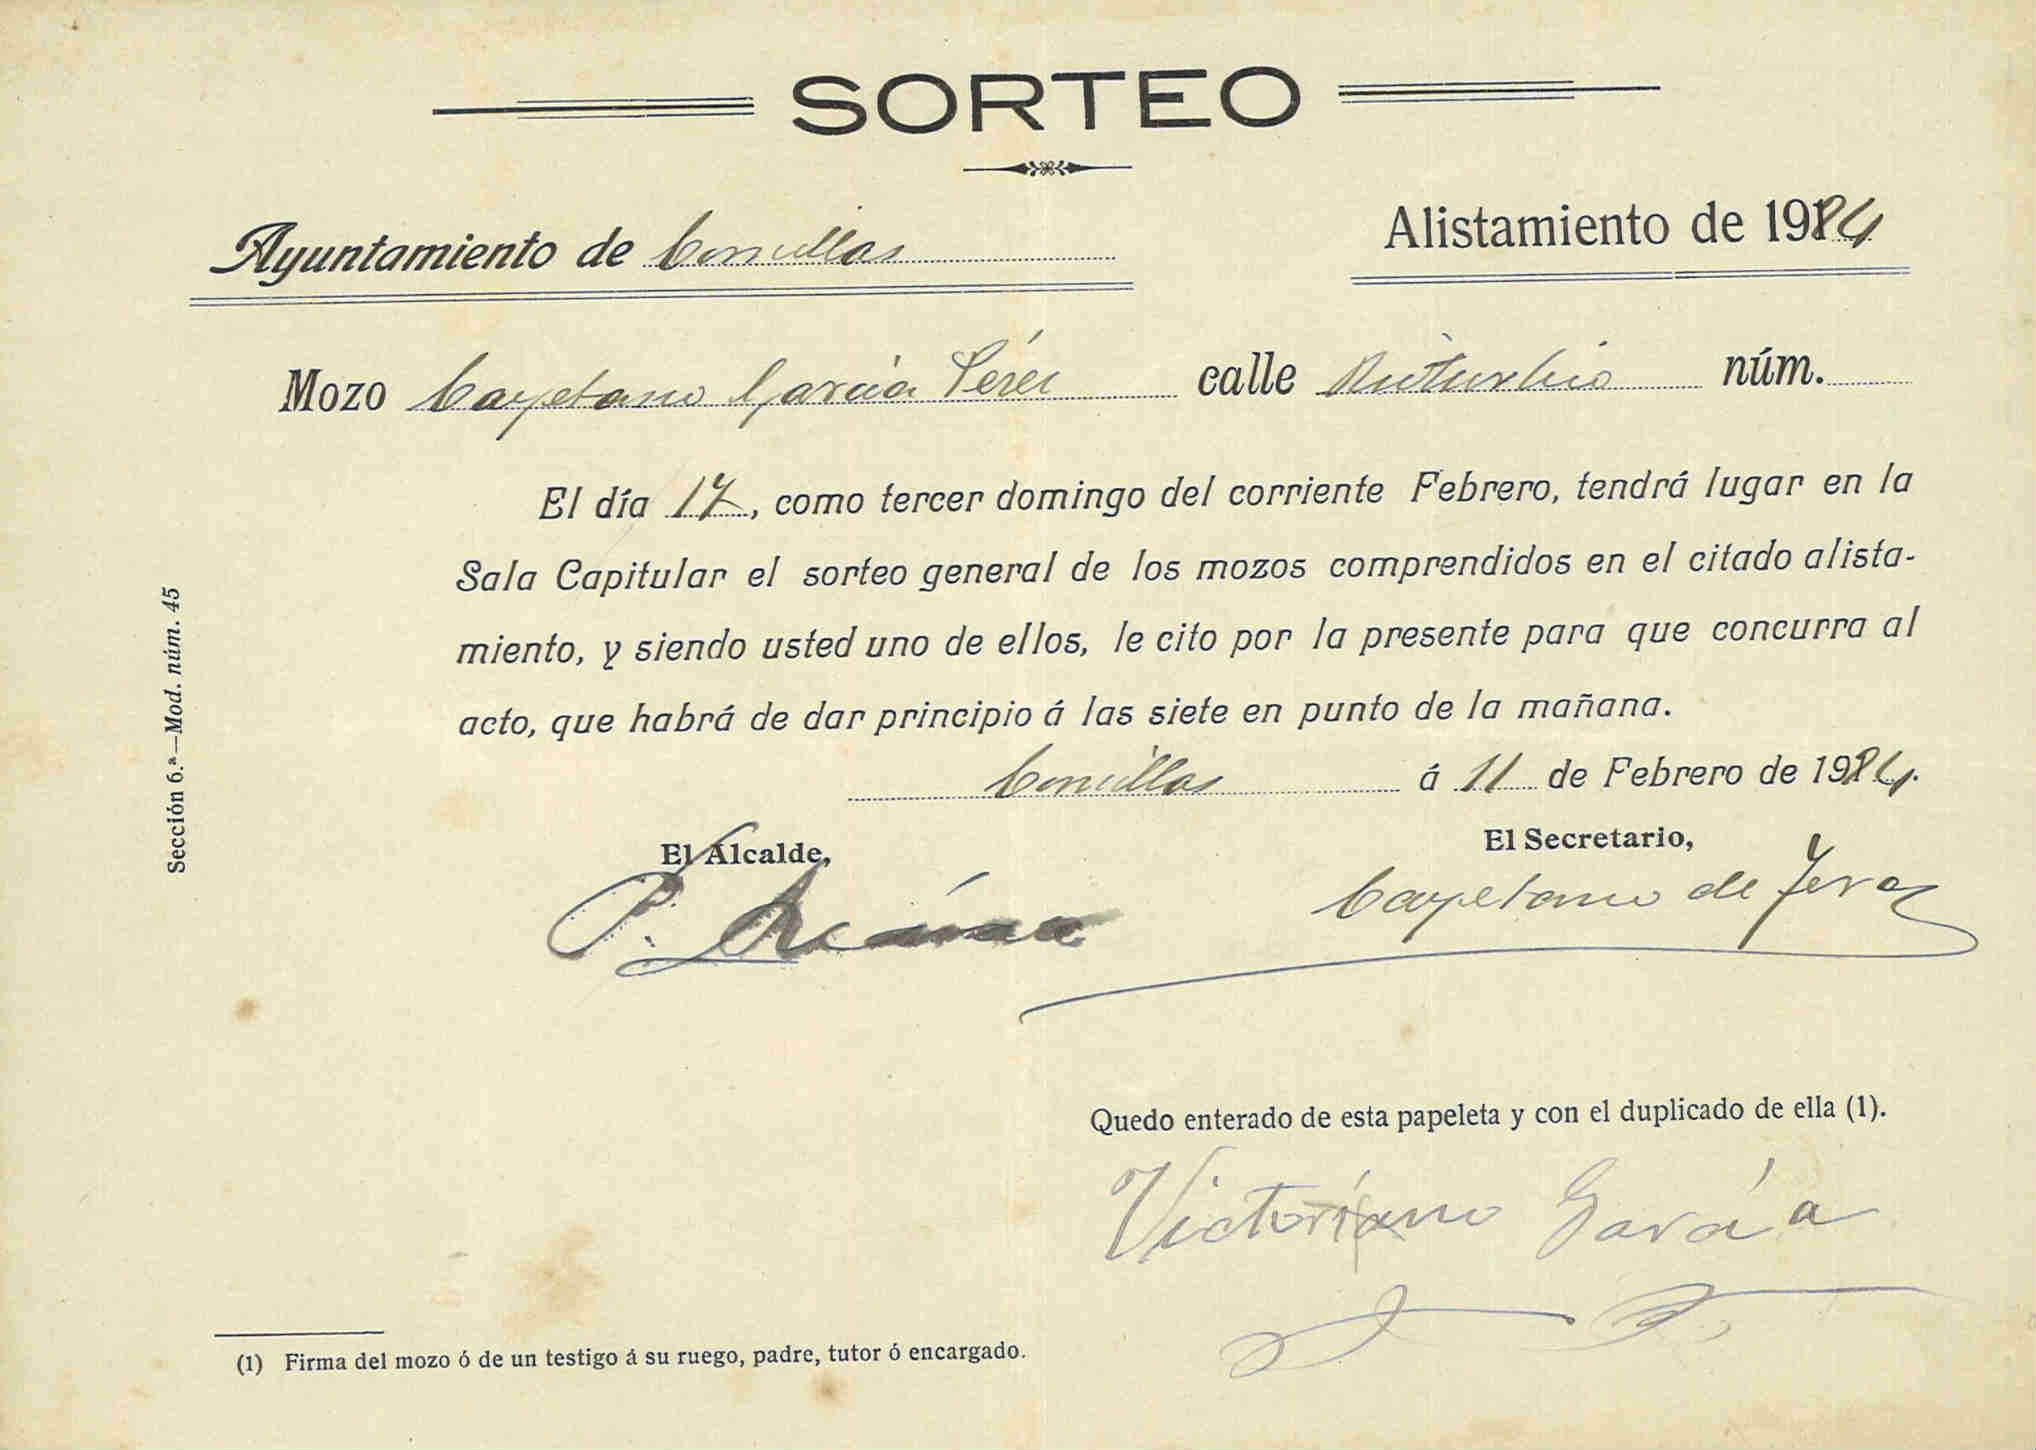 SORTEO
Ayuntamiento de Comillas
Alistamiento de 1924
Mozo Cayetano García Pérez calle núm.
El día 17, como tercer domingo del corriente Febrero, tendrá lugar en la
Sala Capitular el sorteo general de los mozos comprendidos en el citado alista-
miento, y siendo usted uno de ellos, le cito por la presente para que concurra al
acto, que habrá de dar principio á las siete en punto de la mañana.
Comillas á 11 de Febrero de 1924.
El Alcalde,
El Secretario,
P.
Cayetano de
Quedo enterado de esta papeleta y con el duplicado de ella (1).
Victoriano García
(1) Firma del mozo ó de un testigo á su ruego, padre, tutor ó encargado.
Sección 6.ª—Mod. núm. 45